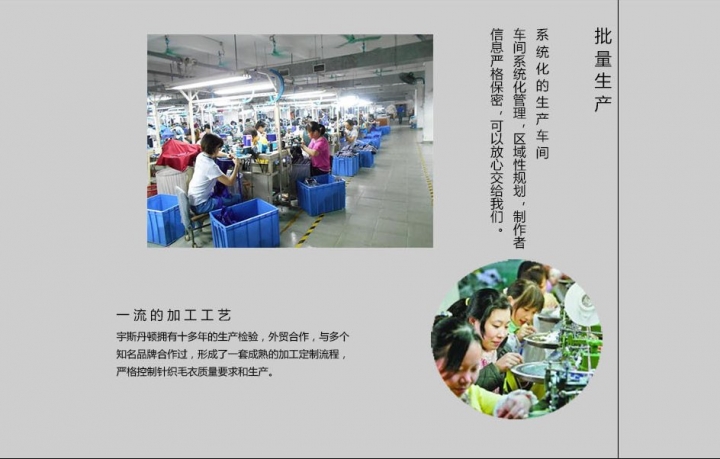 批量生产
系统化的生产车间
车间系统化管理，区域性规划，制作者
信息严格保密，可以放心交给我们。
一流的加工工艺
宇斯丹顿拥有十多年的生产检验，外贸合作，与多个
知名品牌合作过，形成了一套成熟的加工定制流程，
严格控制针织毛衣质量要求和生产。